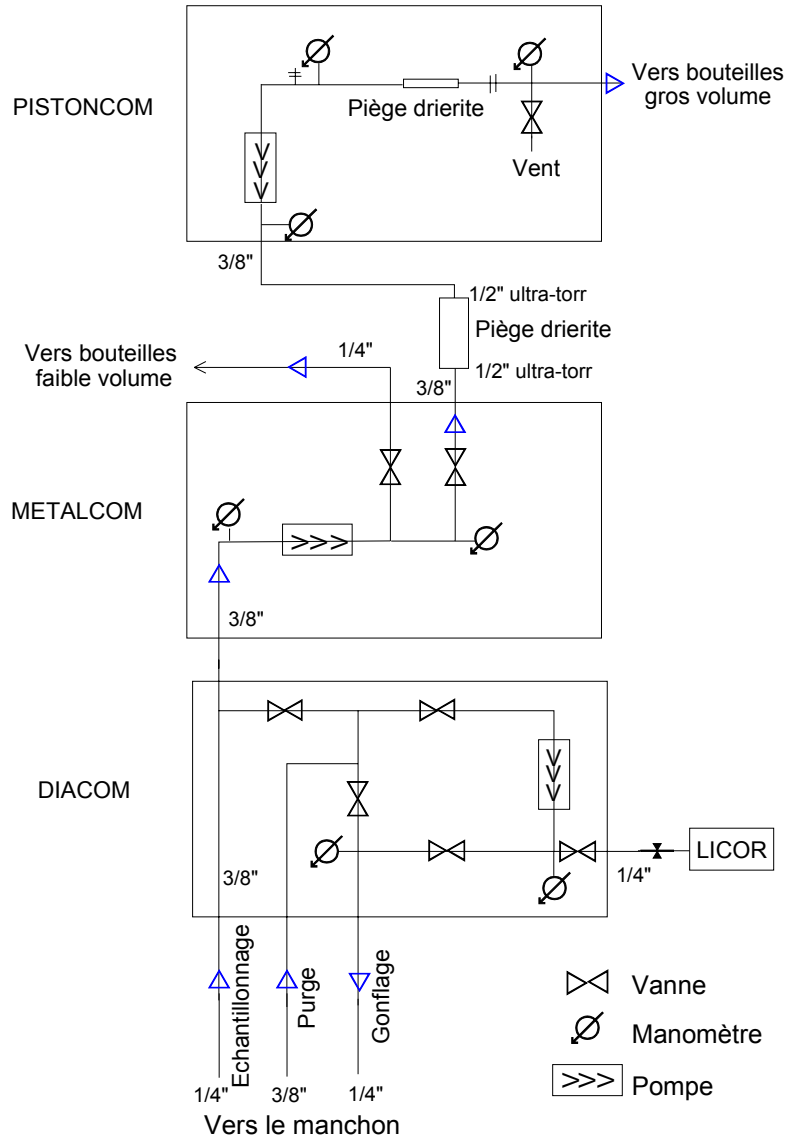 PISTONCOM
Piège drierite
Vent
Vers bouteilles
gros volume
3/8"
1/2" ultra-torr
Piège drierite
1/2" ultra-torr
Vers bouteilles
faible volume
1/4"
3/8"
METALCOM
3/8"
DIACOM
LICOR
1/4"
3/8"
Echantillonnage
Purge
Gonflage
1/4"
3/8"
1/4"
Vers le manchon
Vanne
Manomètre
>>> Pompe